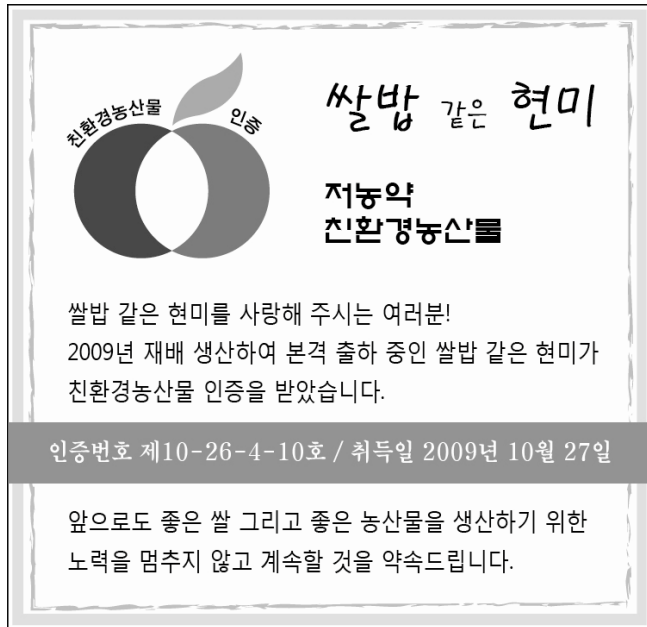 친환경농산물 인증
쌀밥 같은 현미
저농약
친환경농산물
쌀밥 같은 현미를 사랑해 주시는 여러분!
2009년 재배 생산하여 본격 출하 중인 쌀밥 같은 현미가
친환경농산물 인증을 받았습니다.
인증번호 제10-26-4-10호 / 취득일 2009년 10월 27일
앞으로도 좋은 쌀 그리고 좋은 농산물을 생산하기 위한
노력을 멈추지 않고 계속할 것을 약속드립니다.